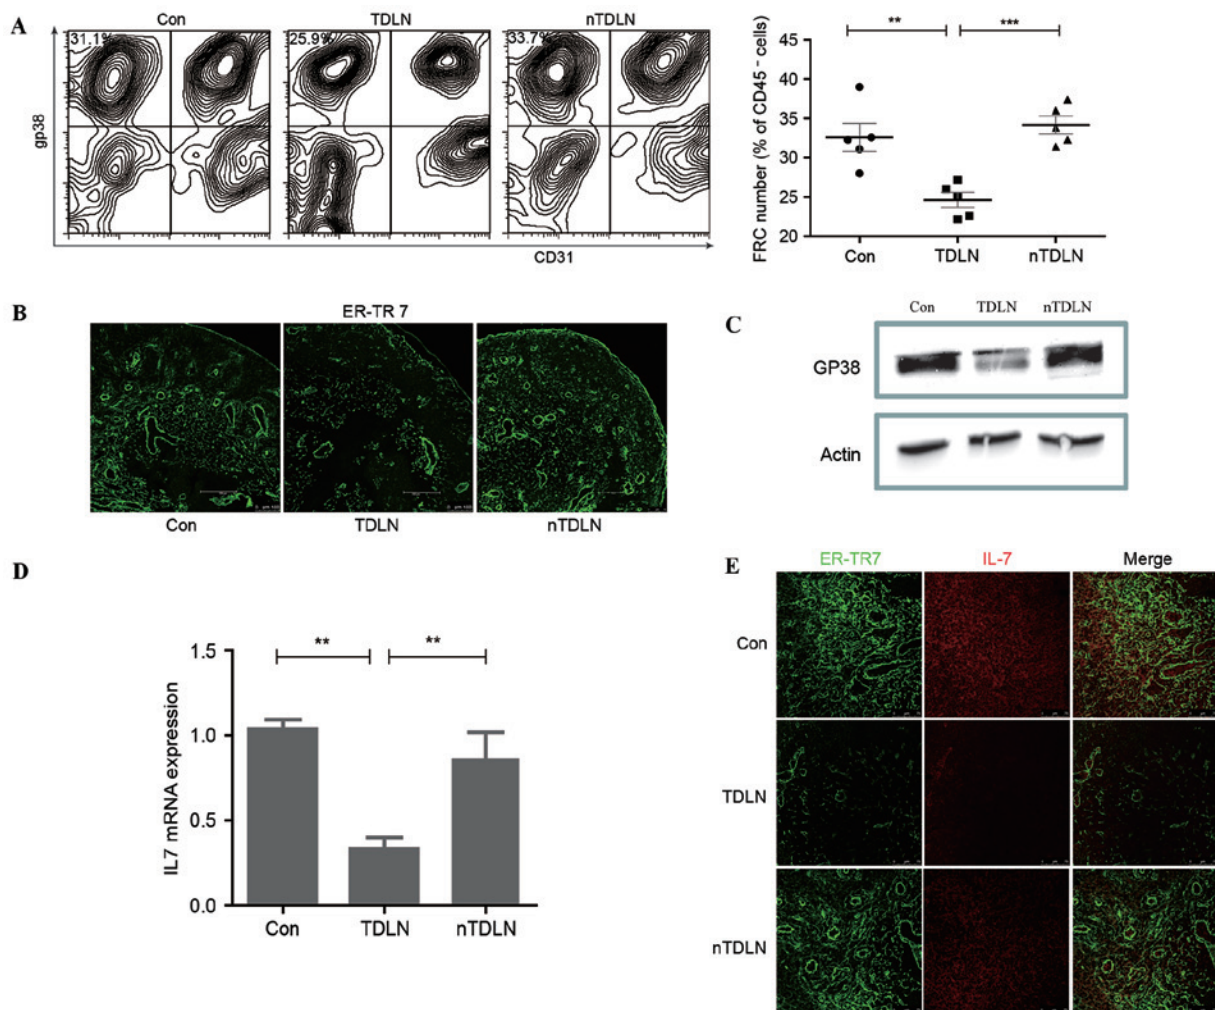 A
Con
TDLN
nTDLN
31.1%
25.9%
33.7%
gp38
CD31
FRC number (% of CD45⁻ cells)
45
40
35
30
25
20
**
***
Con
TDLN
nTDLN
B
ER-TR 7
Con
TDLN
nTDLN
C
Con
TDLN
nTDLN
GP38
Actin
D
IL7 mRNA expression
1.5
1.0
0.5
0.0
**
**
Con
TDLN
nTDLN
E
ER-TR7
IL-7
Merge
Con
TDLN
nTDLN